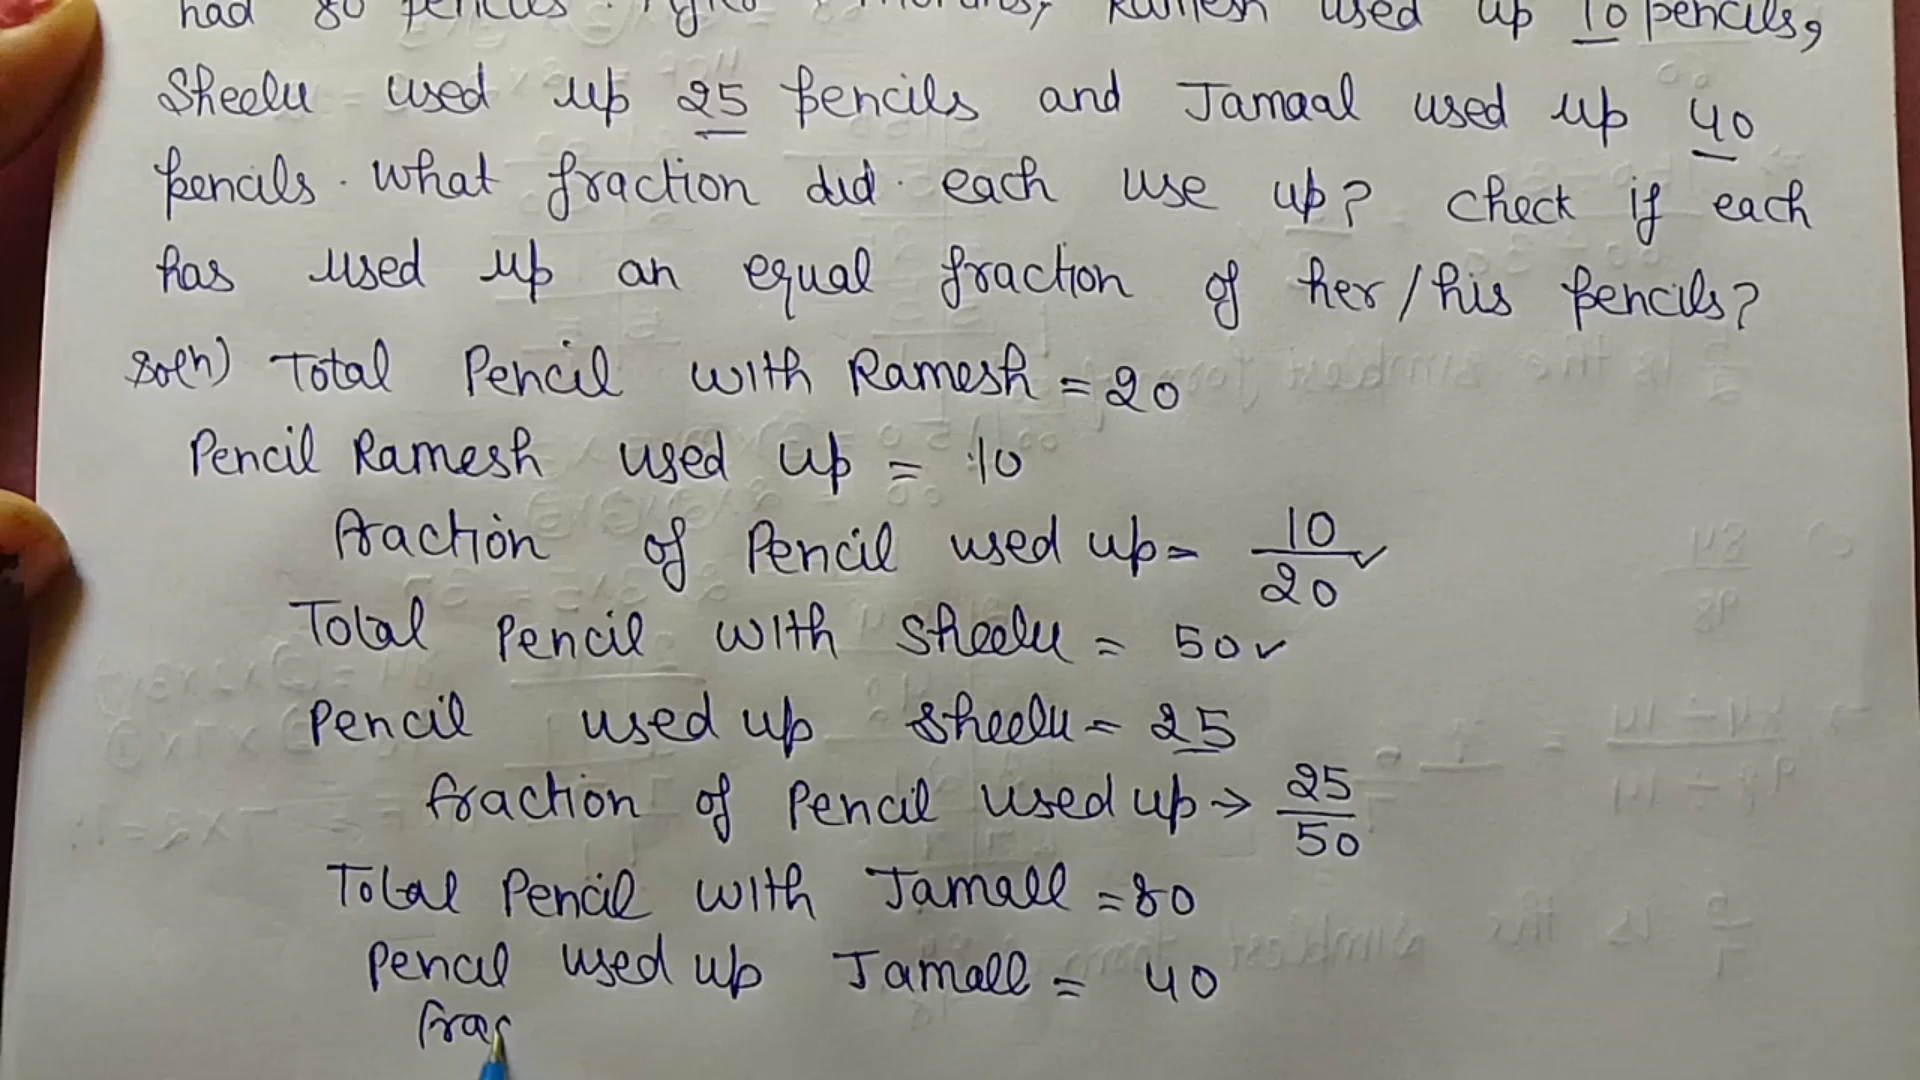 had 80 pencils. After 4 months, Ramesh used up 10 pencils,
Sheelu used up 25 pencils and Jamaal used up 40
pencils. what fraction did each use up? check if each
has used up an equal fraction of her/his pencils?
Soln) Total Pencil with Ramesh = 20
Pencil Ramesh used up = 10
fraction of Pencil used up = 10/20
Total Pencil with Sheelu = 50
Pencil used up Sheelu = 25
fraction of Pencil used up → 25/50
Total Pencil with Jamall = 80
Pencil used up Jamall = 40
frac